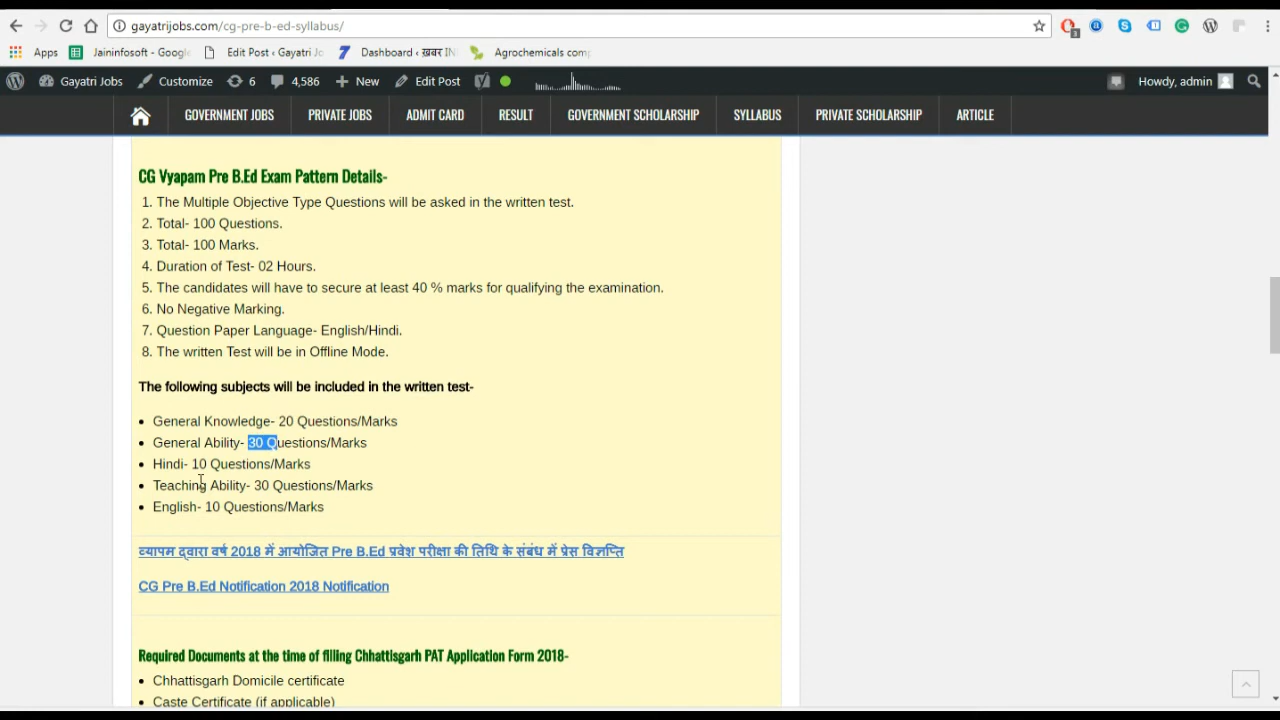 gayatrijobs.com/cg-pre-b-ed-syllabus/
3
Apps Jaininfosoft - Google Edit Post ‹ Gayatri Jo Dashboard ‹ ख़बर IN Agrochemicals com
Gayatri Jobs Customize 6 4,586 New Edit Post Howdy, admin
GOVERNMENT JOBS PRIVATE JOBS ADMIT CARD RESULT GOVERNMENT SCHOLARSHIP SYLLABUS PRIVATE SCHOLARSHIP ARTICLE
CG Vyapam Pre B.Ed Exam Pattern Details-
1. The Multiple Objective Type Questions will be asked in the written test.
2. Total- 100 Questions.
3. Total- 100 Marks.
4. Duration of Test- 02 Hours.
5. The candidates will have to secure at least 40 % marks for qualifying the examination.
6. No Negative Marking.
7. Question Paper Language- English/Hindi.
8. The written Test will be in Offline Mode.
The following subjects will be included in the written test-
• General Knowledge- 20 Questions/Marks
• General Ability- 30 Questions/Marks
• Hindi- 10 Questions/Marks
• Teaching Ability- 30 Questions/Marks
• English- 10 Questions/Marks
व्यापम द्वारा वर्ष 2018 में आयोजित Pre B.Ed प्रवेश परीक्षा की तिथि के संबंध में प्रेस विज्ञप्ति
CG Pre B.Ed Notification 2018 Notification
Required Documents at the time of filling Chhattisgarh PAT Application Form 2018-
• Chhattisgarh Domicile certificate
• Caste Certificate (if applicable)